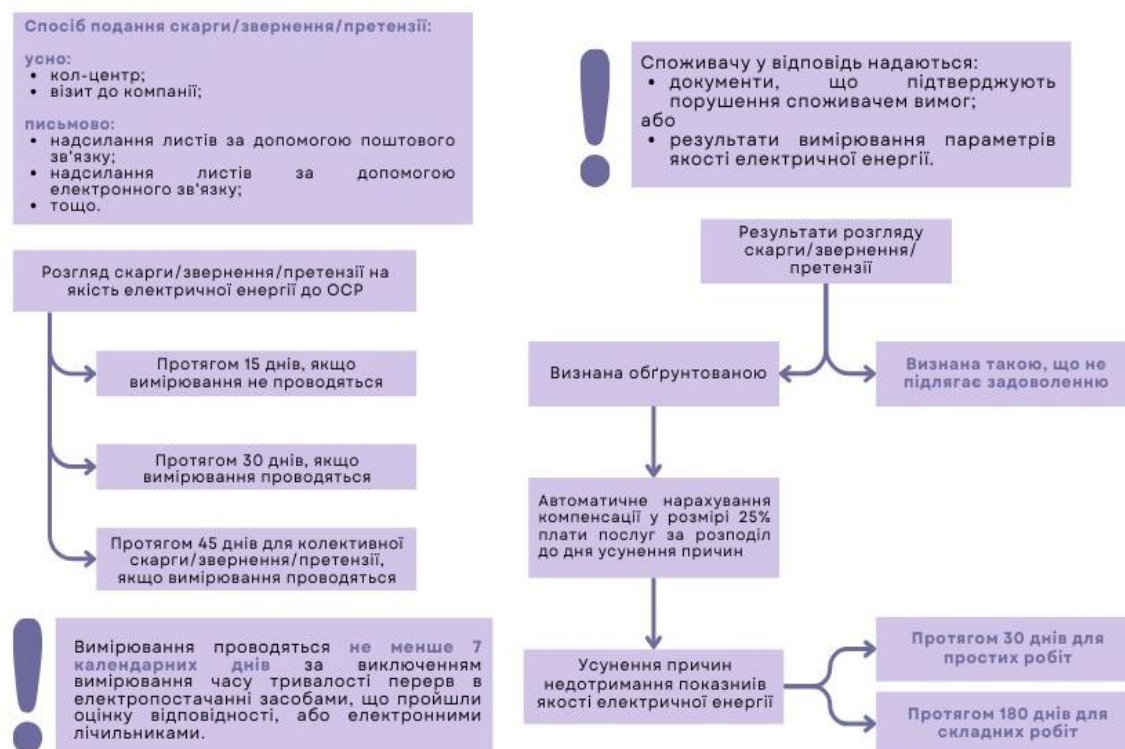 Спосіб подання скарги/звернення/претензії:
усно:
• кол-центр;
• візит до компанії;
письмово:
• надсилання листів за допомогою поштового
зв'язку;
• надсилання листів за допомогою
електронного зв'язку;
• тощо.
Розгляд скарги/звернення/претензії на
якість електричної енергії до ОСР
Протягом 15 днів, якщо
вимірювання не проводяться
Протягом 30 днів, якщо
вимірювання проводяться
Протягом 45 днів для колективної
скарги/звернення/претензії,
якщо вимірювання проводяться
Вимірювання проводяться не менше 7
календарних днів за виключенням
вимірювання часу тривалості перерв в
електропостачанні засобами, що пройшли
оцінку відповідності, або електронними
лічильниками.
Споживачу у відповідь надаються:
• документи, що підтверджують
порушення споживачем вимог;
або
• результати вимірювання параметрів
якості електричної енергії.
Результати розгляду
скарги/звернення/
претензії
Визнана обґрунтованою
Визнана такою, що не
підлягає задоволенню
Автоматичне нарахування
компенсації у розмірі 25%
плати послуг за розподіл
до дня усунення причин
Усунення причин
недотримання показниів
якості електричної енергії
Протягом 30 днів для
простих робіт
Протягом 180 днів для
складних робіт